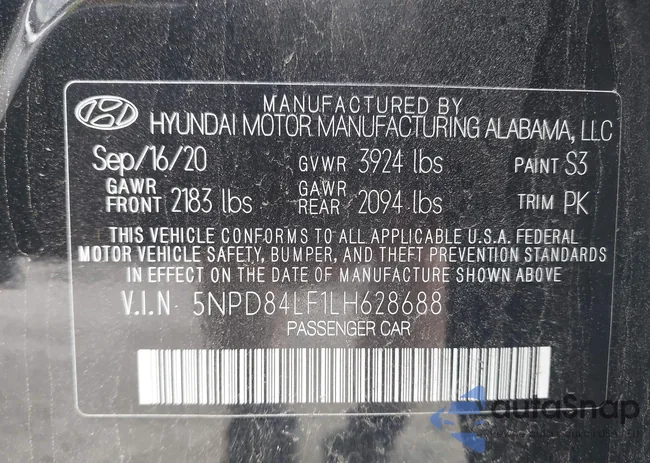 MANUFACTURED BY
HYUNDAI MOTOR MANUFACTURING ALABAMA, LLC
Sep/16/20 GVWR 3924 lbs PAINT S3
GAWR FRONT 2183 lbs GAWR REAR 2094 lbs TRIM PK
THIS VEHICLE CONFORMS TO ALL APPLICABLE U.S.A. FEDERAL
MOTOR VEHICLE SAFETY, BUMPER, AND THEFT PREVENTION STANDARDS
IN EFFECT ON THE DATE OF MANUFACTURE SHOWN ABOVE
V.I.N 5NPD84LF1LH628688
PASSENGER CAR
autoSnap